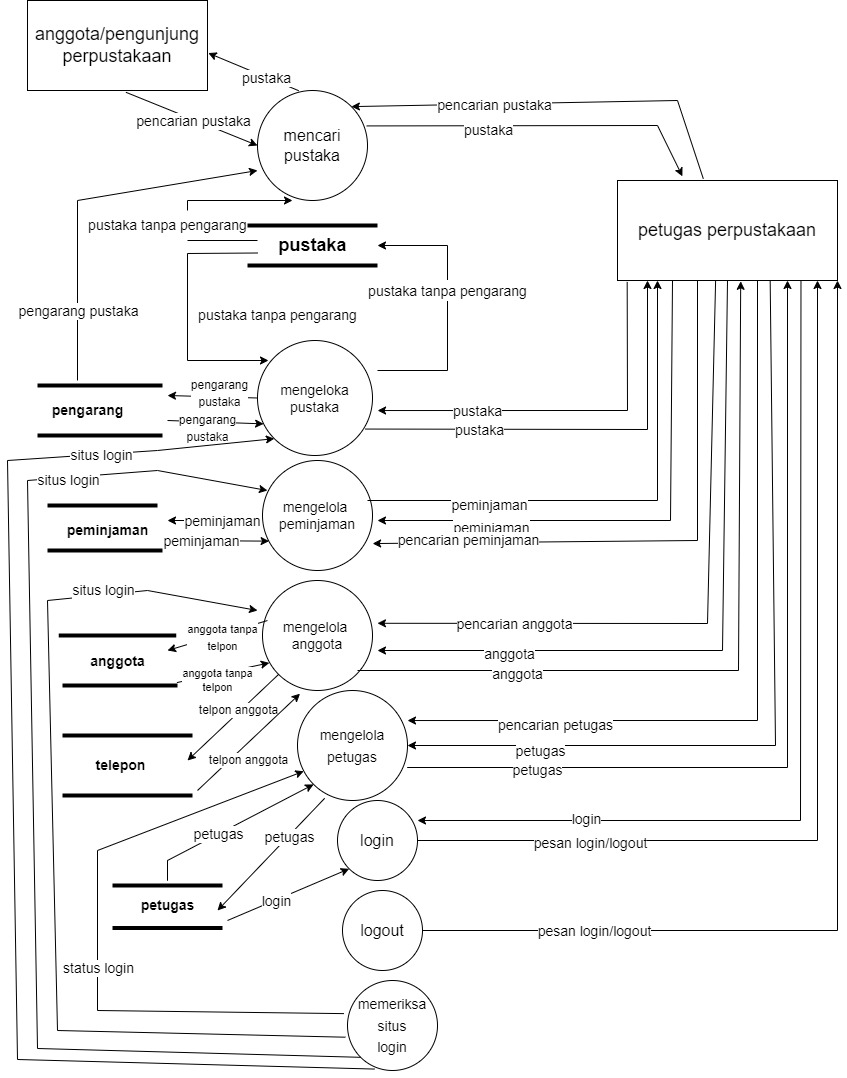 anggota/pengunjung
perpustakaan
pustaka
pencarian pustaka
mencari
pustaka
pencarian pustaka
pustaka
petugas perpustakaan
pustaka tanpa pengarang
pustaka
pustaka tanpa pengarang
pustaka tanpa pengarang
pengarang pustaka
pengarang
pengarang
pustaka
pengarang
pustaka
mengeloka
pustaka
pustaka
pustaka
situs login
situs login
peminjaman
peminjaman
peminjaman
mengelola
peminjaman
peminjaman
peminjaman
pencarian peminjaman
situs login
anggota
anggota tanpa
telpon
anggota tanpa
telpon
mengelola
anggota
pencarian anggota
anggota
anggota
telpon anggota
telepon
telpon anggota
mengelola
petugas
pencarian petugas
petugas
petugas
petugas
petugas
login
login
pesan login/logout
petugas
login
logout
pesan login/logout
status login
memeriksa
situs
login